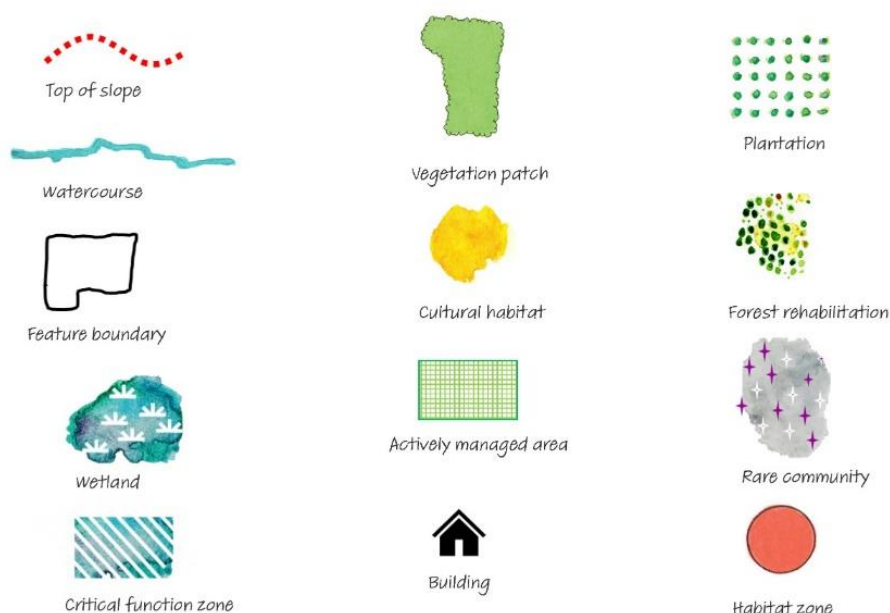 Top of slope
Watercourse
Feature boundary
Wetland
Critical function zone
Vegetation patch
Cultural habitat
Actively managed area
Building
Plantation
Forest rehabilitation
Rare community
Habitat zone